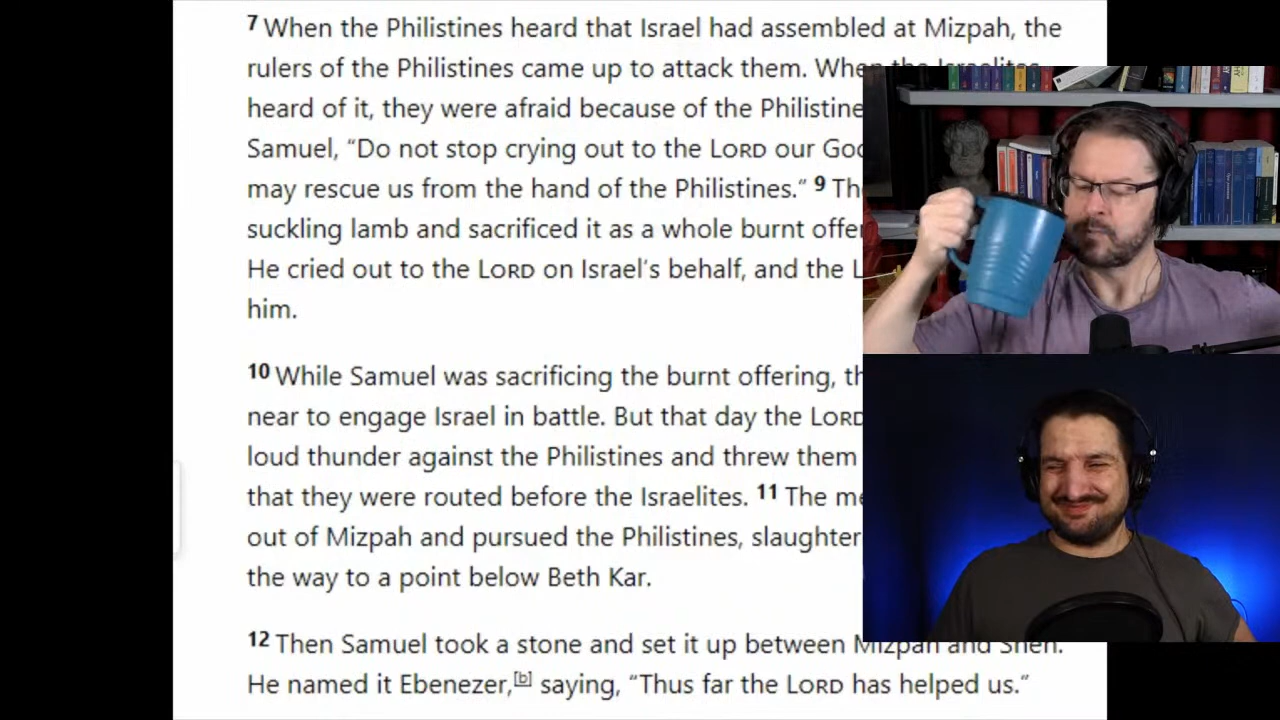 7 When the Philistines heard that Israel had assembled at Mizpah, the
rulers of the Philistines came up to attack them. When the Israelites
heard of it, they were afraid because of the Philistine
Samuel, “Do not stop crying out to the LORD our God
may rescue us from the hand of the Philistines.” 9 Th
suckling lamb and sacrificed it as a whole burnt offer
He cried out to the LORD on Israel’s behalf, and the L
him.
10 While Samuel was sacrificing the burnt offering, th
near to engage Israel in battle. But that day the LORD
loud thunder against the Philistines and threw them
that they were routed before the Israelites. 11 The me
out of Mizpah and pursued the Philistines, slaughter
the way to a point below Beth Kar.
12 Then Samuel took a stone and set it up between Mizpah and Shen.
He named it Ebenezer,[b] saying, “Thus far the LORD has helped us.”